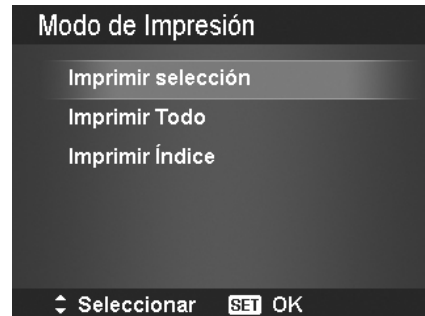 Modo de Impresión
Imprimir selección
Imprimir Todo
Imprimir Índice
Seleccionar SET OK